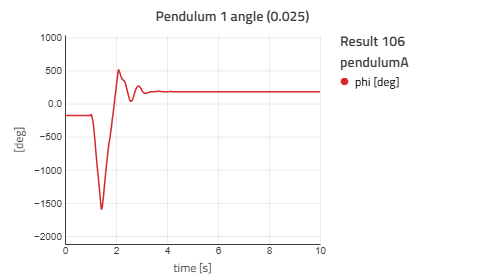 Pendulum 1 angle (0.025)
Result 106
pendulumA
phi [deg]
1000
500
0.0
−500
−1000
−1500
−2000
[deg]
0 2 4 6 8 10
time [s]